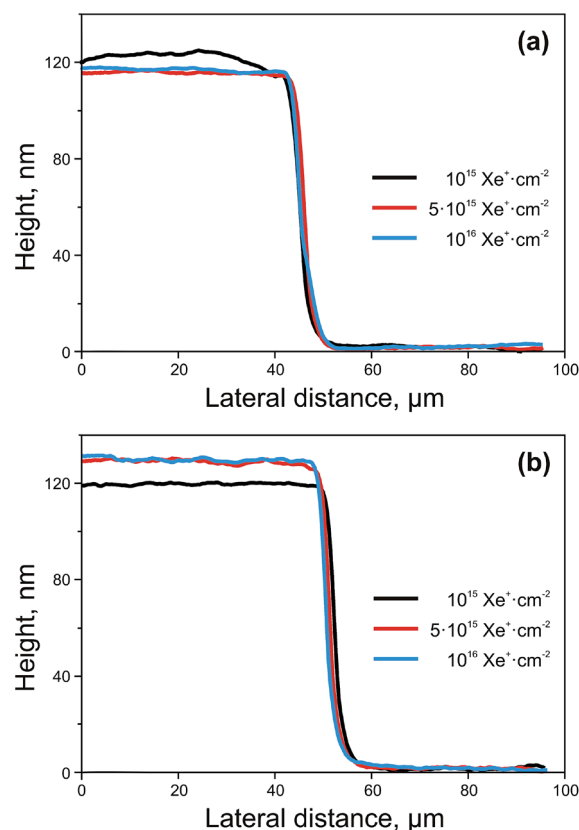 (a)
120
80
40
0
Height, nm
10¹⁵ Xe⁺·cm⁻²
5·10¹⁵ Xe⁺·cm⁻²
10¹⁶ Xe⁺·cm⁻²
0 20 40 60 80 100
Lateral distance, µm
(b)
120
80
40
0
Height, nm
10¹⁵ Xe⁺·cm⁻²
5·10¹⁵ Xe⁺·cm⁻²
10¹⁶ Xe⁺·cm⁻²
0 20 40 60 80 100
Lateral distance, µm